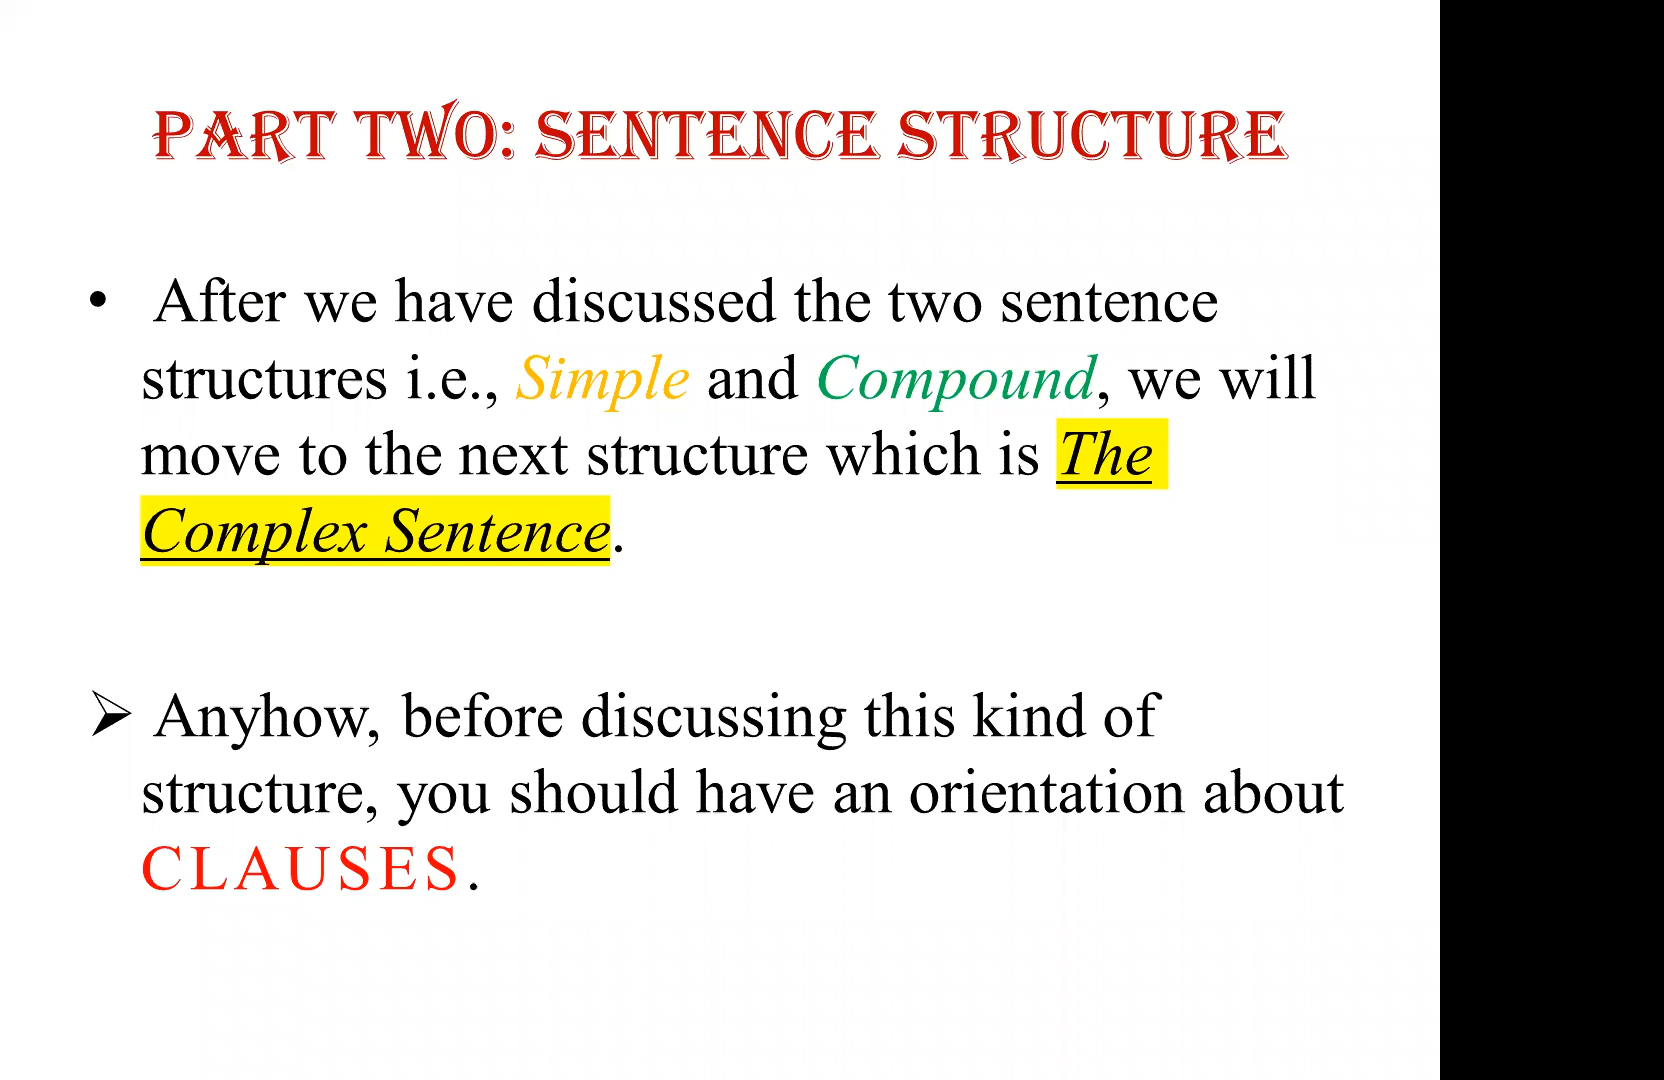 PART TWO: SENTENCE STRUCTURE
• After we have discussed the two sentence
structures i.e., Simple and Compound, we will
move to the next structure which is The
Complex Sentence.
➢ Anyhow, before discussing this kind of
structure, you should have an orientation about
CLAUSES.